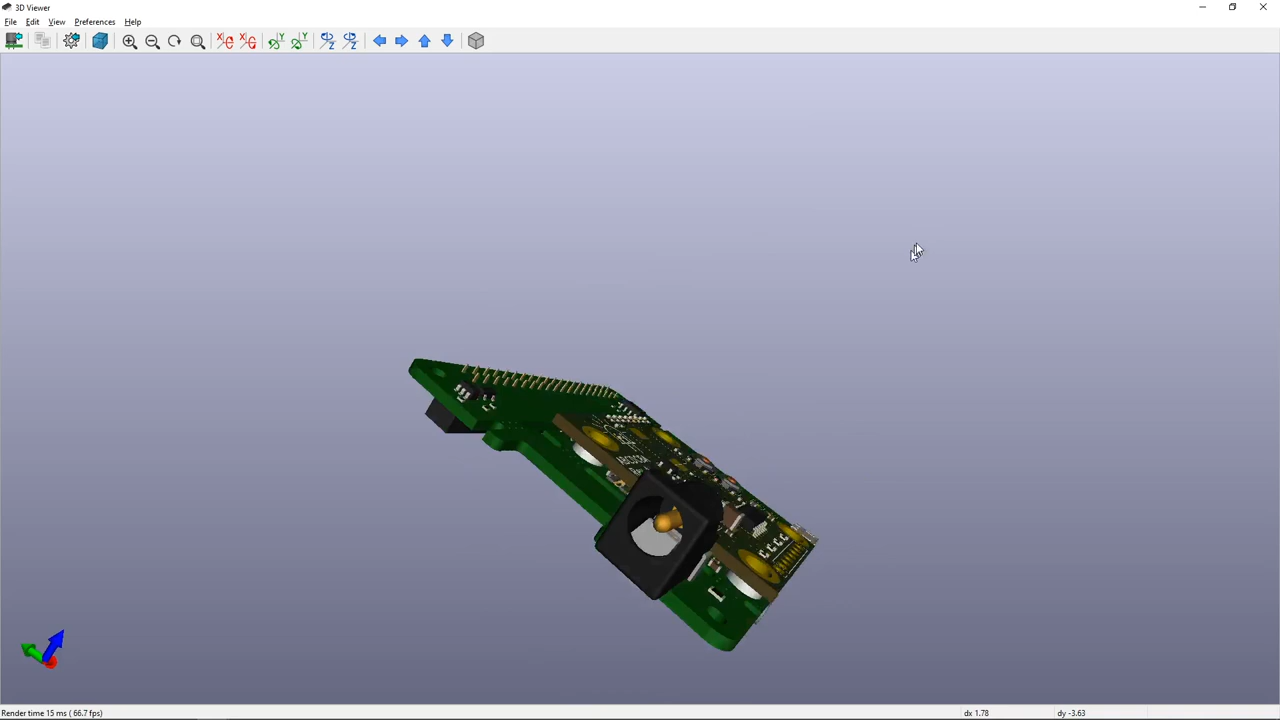 3D Viewer
File Edit View Preferences Help
Render time 15 ms ( 66.7 fps)
dx 1.78
dy -3.63